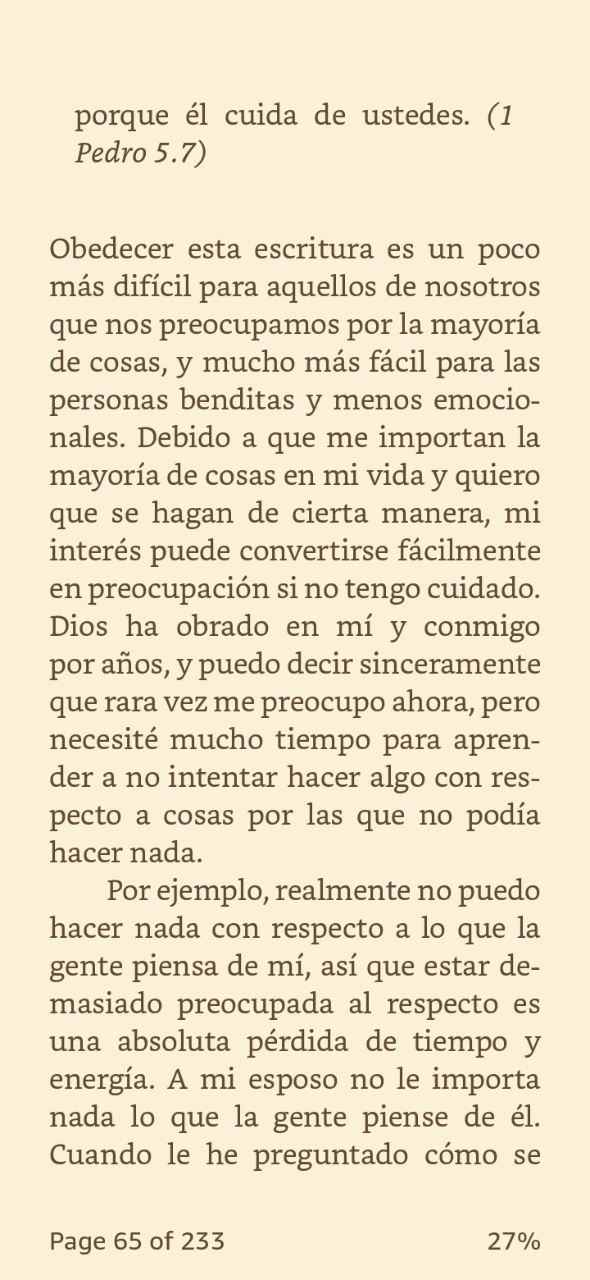 porque él cuida de ustedes. (1
Pedro 5.7)
Obedecer esta escritura es un poco
más difícil para aquellos de nosotros
que nos preocupamos por la mayoría
de cosas, y mucho más fácil para las
personas benditas y menos emocio-
nales. Debido a que me importan la
mayoría de cosas en mi vida y quiero
que se hagan de cierta manera, mi
interés puede convertirse fácilmente
en preocupación si no tengo cuidado.
Dios ha obrado en mí y conmigo
por años, y puedo decir sinceramente
que rara vez me preocupo ahora, pero
necesité mucho tiempo para apren-
der a no intentar hacer algo con res-
pecto a cosas por las que no podía
hacer nada.
Por ejemplo, realmente no puedo
hacer nada con respecto a lo que la
gente piensa de mí, así que estar de-
masiado preocupada al respecto es
una absoluta pérdida de tiempo y
energía. A mi esposo no le importa
nada lo que la gente piense de él.
Cuando le he preguntado cómo se
Page 65 of 233 27%